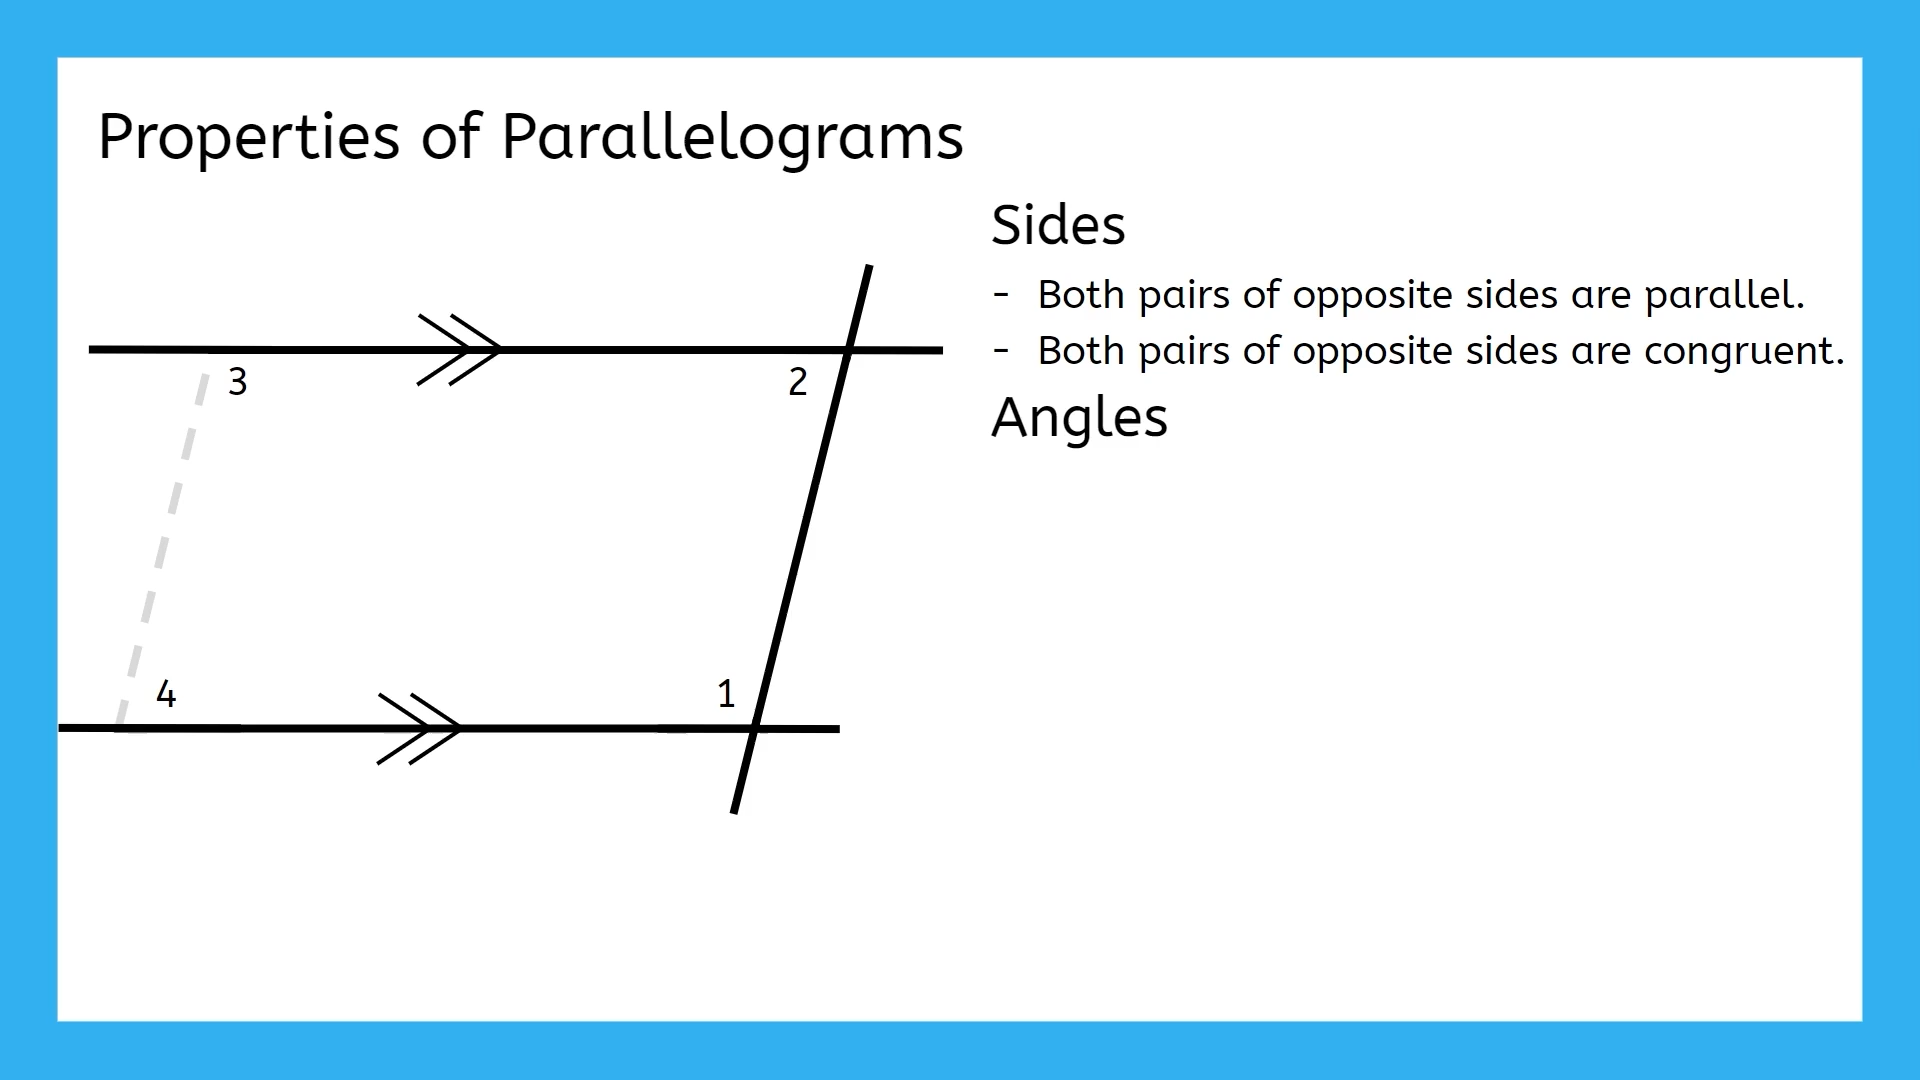 Properties of Parallelograms
Sides
- Both pairs of opposite sides are parallel.
- Both pairs of opposite sides are congruent.
Angles
3
2
4
1